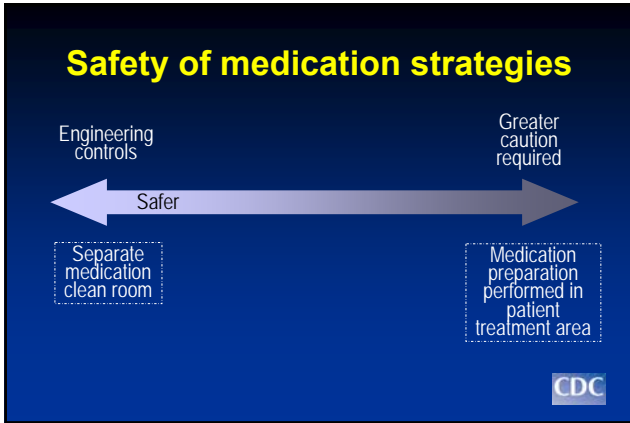 Safety of medication strategies
Engineering
controls
Greater
caution
required
Safer
Separate
medication
clean room
Medication
preparation
performed in
patient
treatment area
CDC